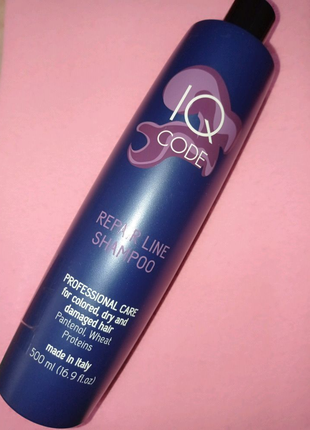 IQ
CODE
REPAIR LINE
SHAMPOO
PROFESSIONAL CARE
for colored, dry and
damaged hair
Pantenol, Wheat
Proteins
made in Italy
500 ml (16.9 fl.oz)